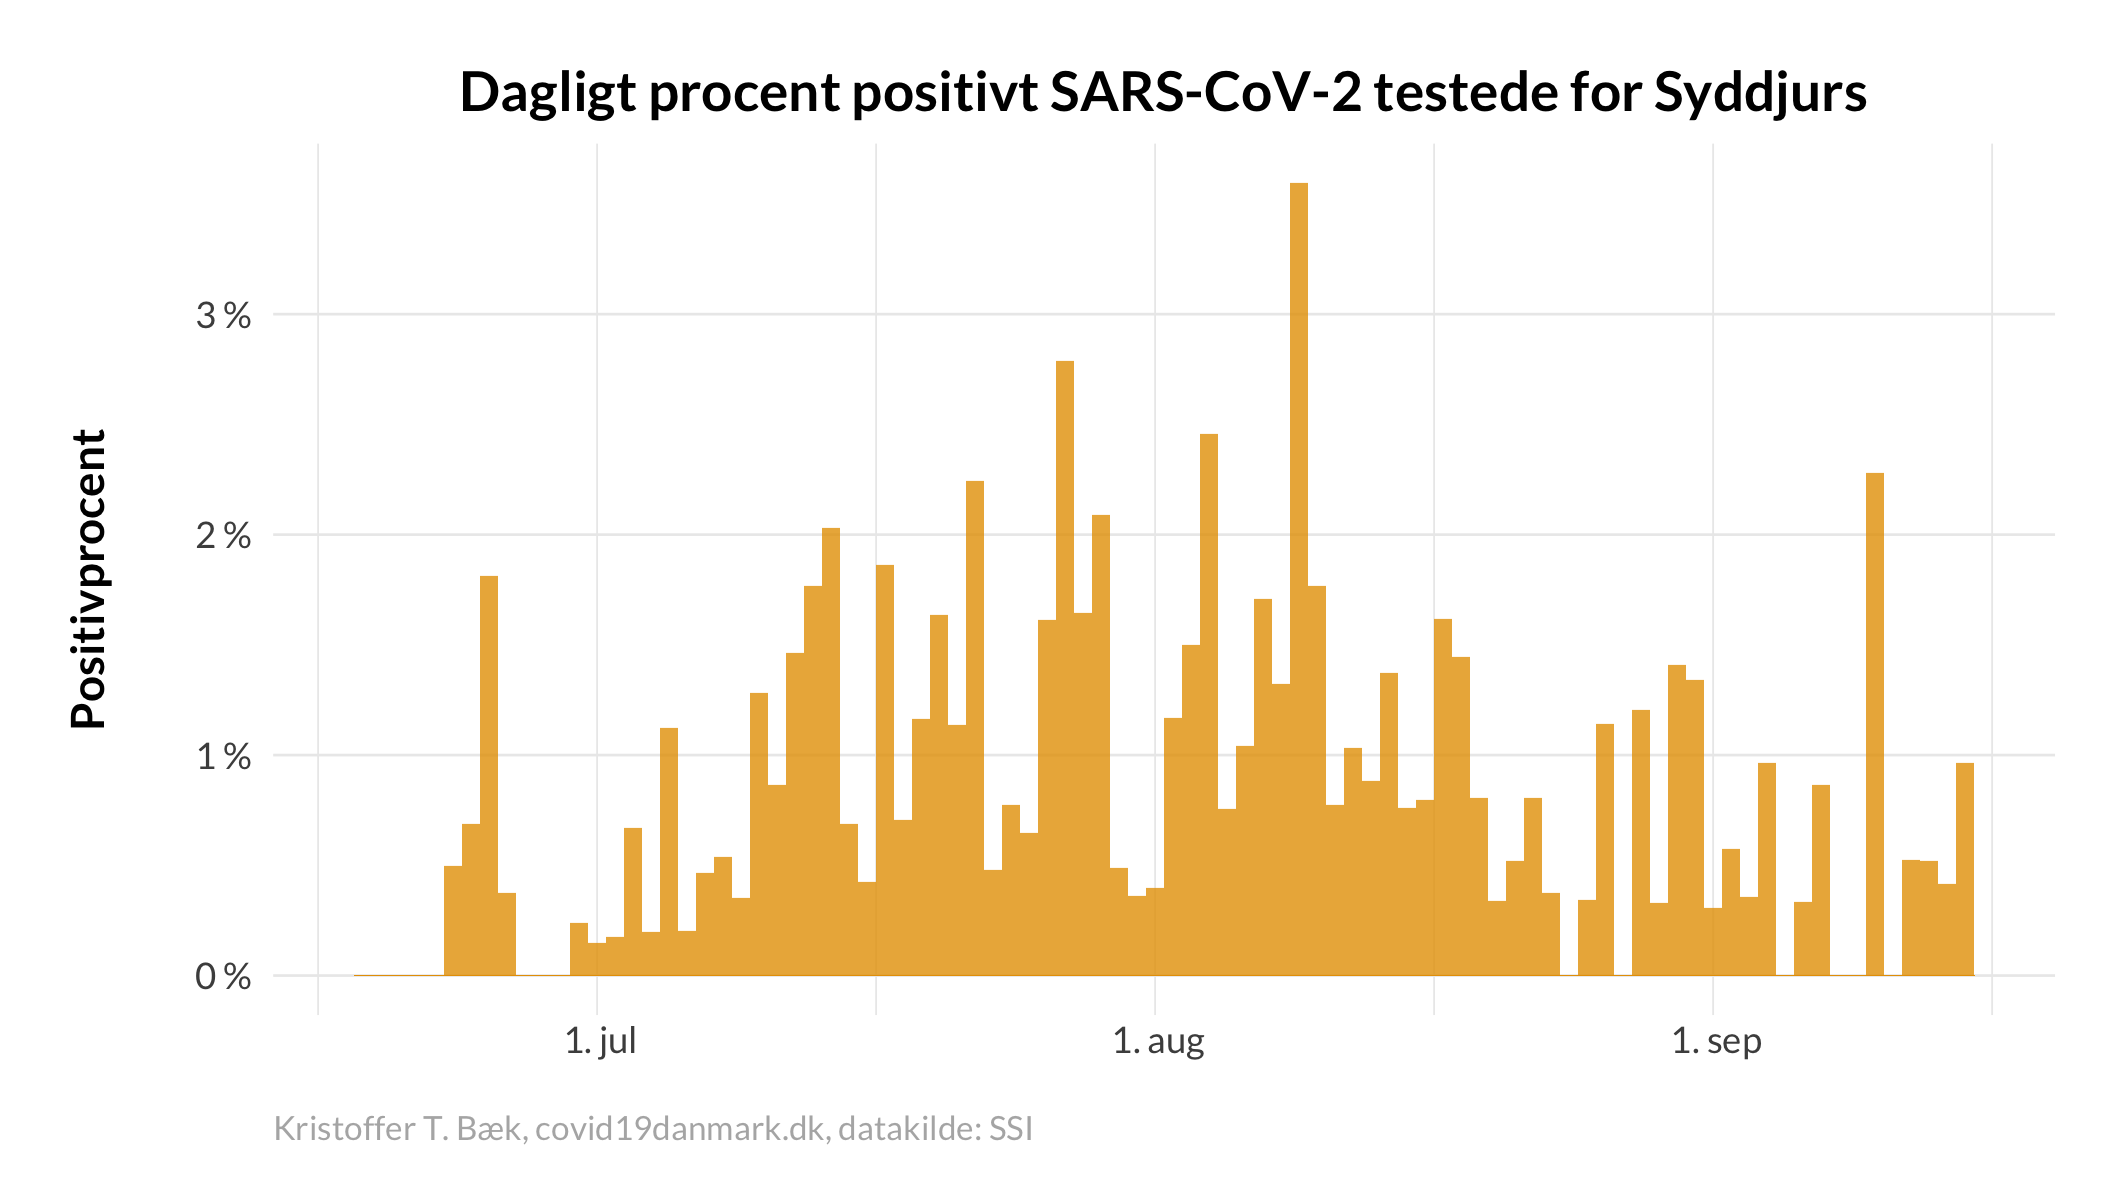 Dagligt procent positivt SARS-CoV-2 testede for Syddjurs
Positivprocent
3 %
2 %
1 %
0 %
1. jul
1. aug
1. sep
Kristoffer T. Bæk, covid19danmark.dk, datakilde: SSI